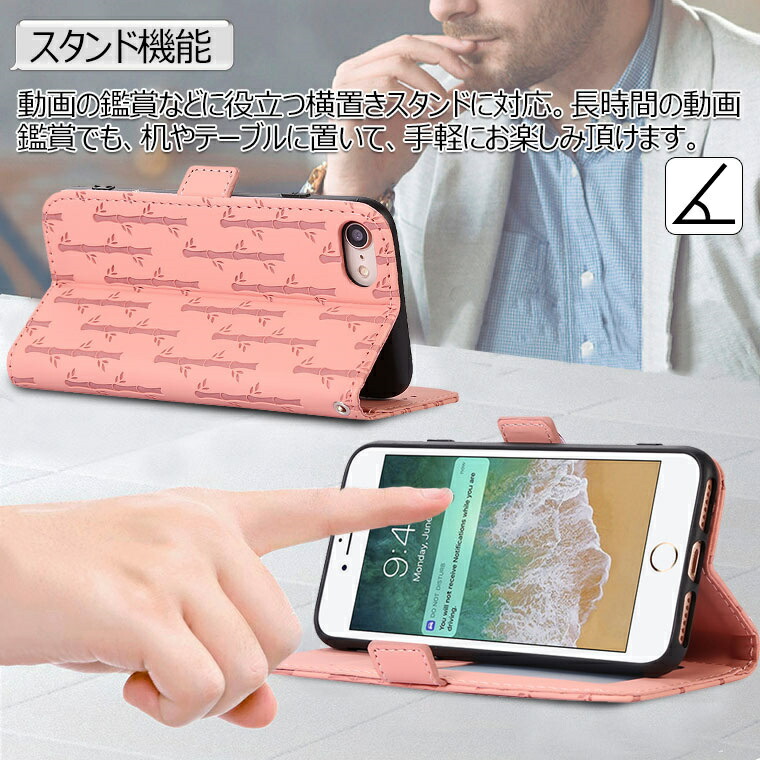 スタンド機能
動画の鑑賞などに役立つ横置きスタンドに対応。長時間の動画
鑑賞でも、机やテーブルに置いて、手軽にお楽しみ頂けます。
9:4
Monday, June
DO NOT DISTURB
now
You will not receive Notifications while you are
driving.